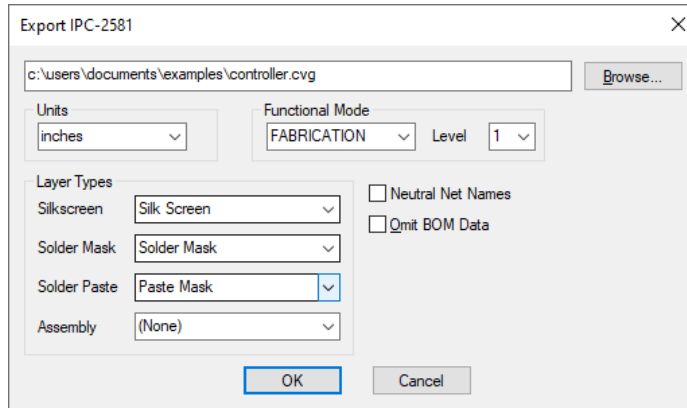 Export IPC-2581
c:\users\documents\examples\controller.cvg
Browse...
Units
inches
Functional Mode
FABRICATION
Level
1
Layer Types
Silkscreen
Silk Screen
Solder Mask
Solder Mask
Solder Paste
Paste Mask
Assembly
(None)
Neutral Net Names
Omit BOM Data
OK
Cancel